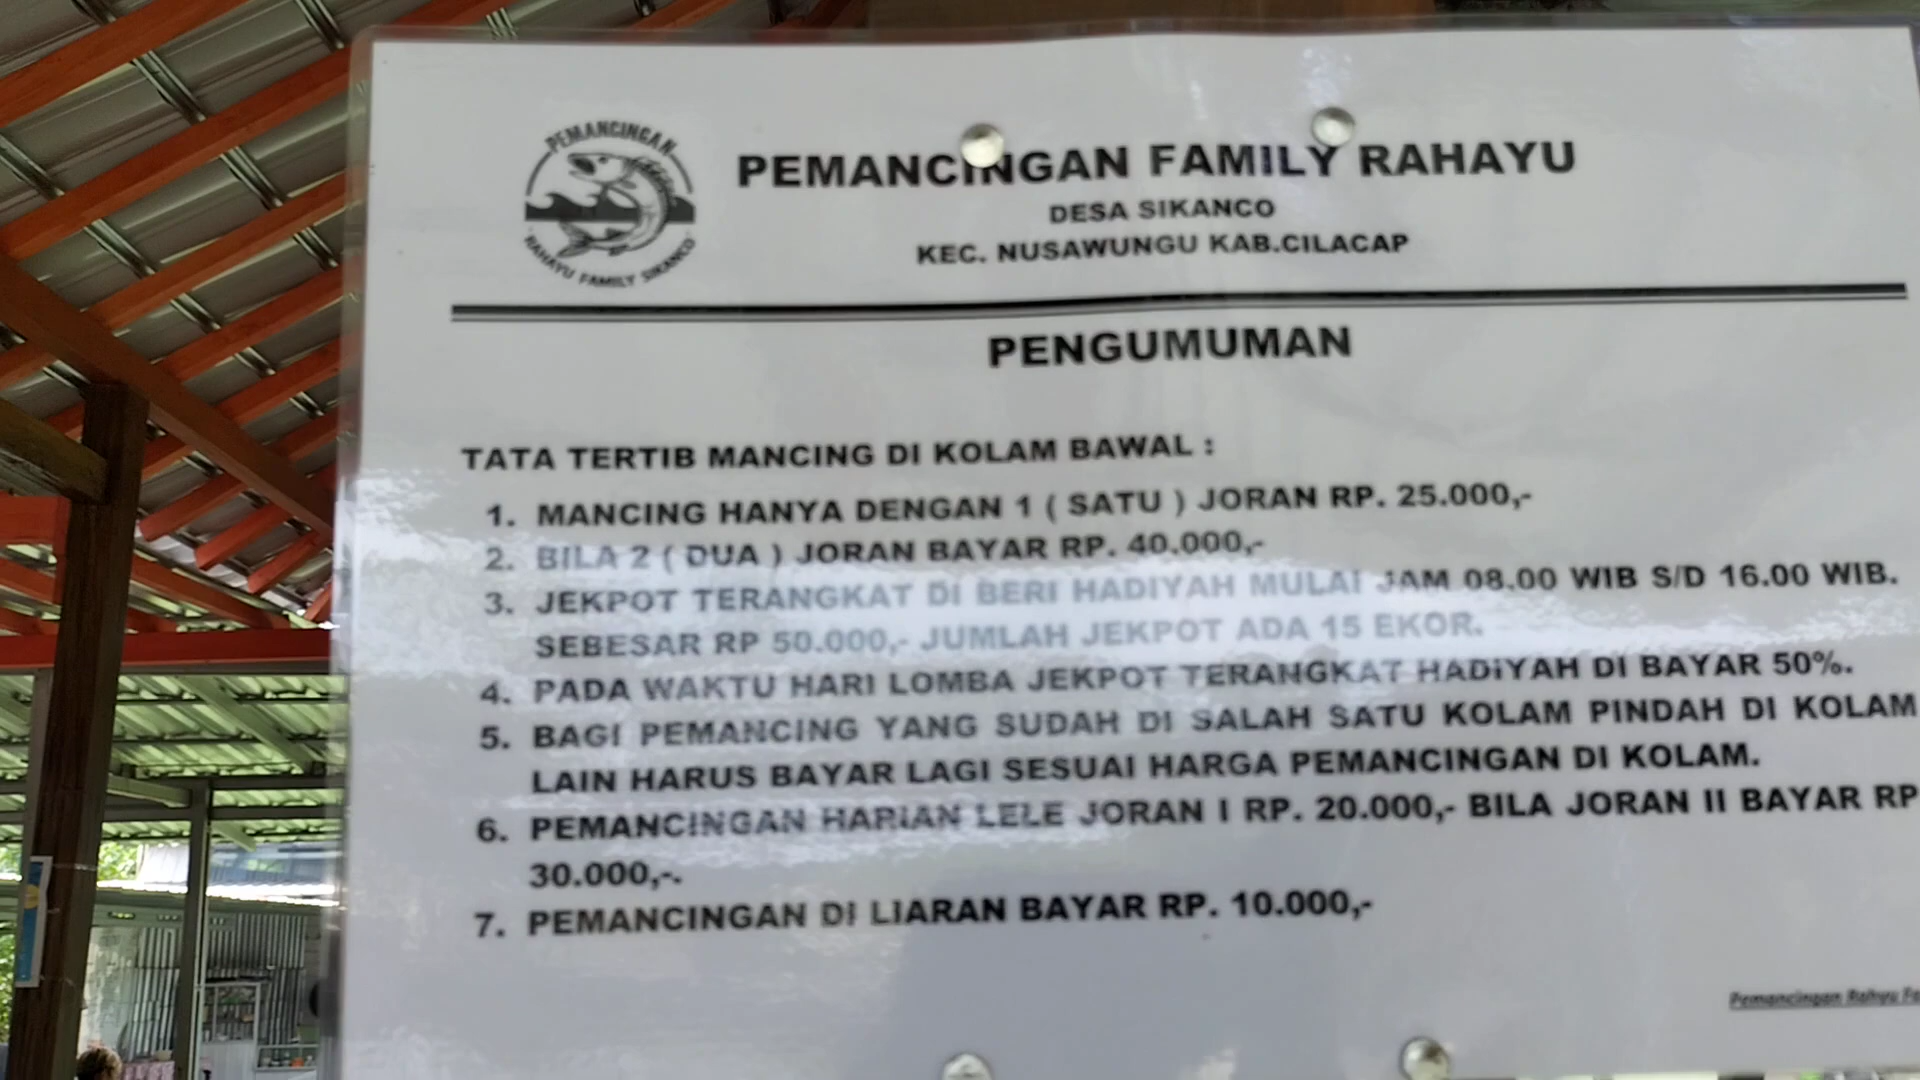 PEMANCINGAN
RAHAYU FAMILY SIKANCO
PEMANCINGAN FAMILY RAHAYU
DESA SIKANCO
KEC. NUSAWUNGU KAB.CILACAP
PENGUMUMAN
TATA TERTIB MANCING DI KOLAM BAWAL :
1. MANCING HANYA DENGAN 1 ( SATU ) JORAN RP. 25.000,-
2. BILA 2 ( DUA ) JORAN BAYAR RP. 40.000,-
3. JEKPOT TERANGKAT DI BERI HADIYAH MULAI JAM 08.00 WIB S/D 16.00 WIB.
SEBESAR RP 50.000,- JUMLAH JEKPOT ADA 15 EKOR.
4. PADA WAKTU HARI LOMBA JEKPOT TERANGKAT HADIYAH DI BAYAR 50%.
5. BAGI PEMANCING YANG SUDAH DI SALAH SATU KOLAM PINDAH DI KOLAM
LAIN HARUS BAYAR LAGI SESUAI HARGA PEMANCINGAN DI KOLAM.
6. PEMANCINGAN HARIAN LELE JORAN I RP. 20.000,- BILA JORAN II BAYAR RP
30.000,-.
7. PEMANCINGAN DI LIARAN BAYAR RP. 10.000,-
Pemancingan Rahyu